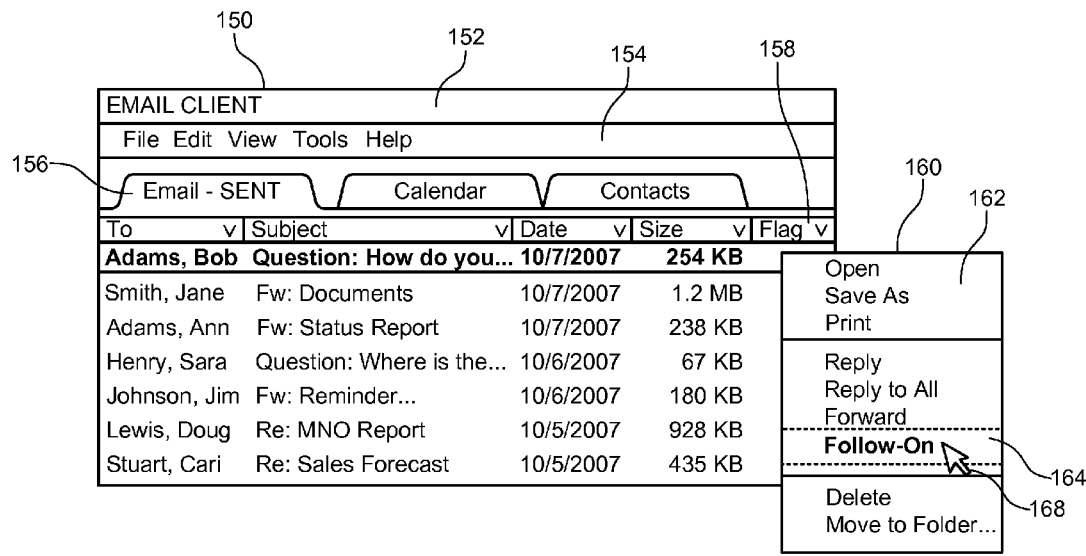 150
152
154
158
EMAIL CLIENT
File Edit View Tools Help
156
160
Email - SENT Calendar Contacts
162
To v Subject v Date v Size v Flag v
Adams, Bob Question: How do you... 10/7/2007 254 KB
Smith, Jane Fw: Documents 10/7/2007 1.2 MB
Adams, Ann Fw: Status Report 10/7/2007 238 KB
Henry, Sara Question: Where is the... 10/6/2007 67 KB
Johnson, Jim Fw: Reminder... 10/6/2007 180 KB
Lewis, Doug Re: MNO Report 10/5/2007 928 KB
Stuart, Cari Re: Sales Forecast 10/5/2007 435 KB
Open
Save As
Print
Reply
Reply to All
Forward
Follow-On
164
168
Delete
Move to Folder...